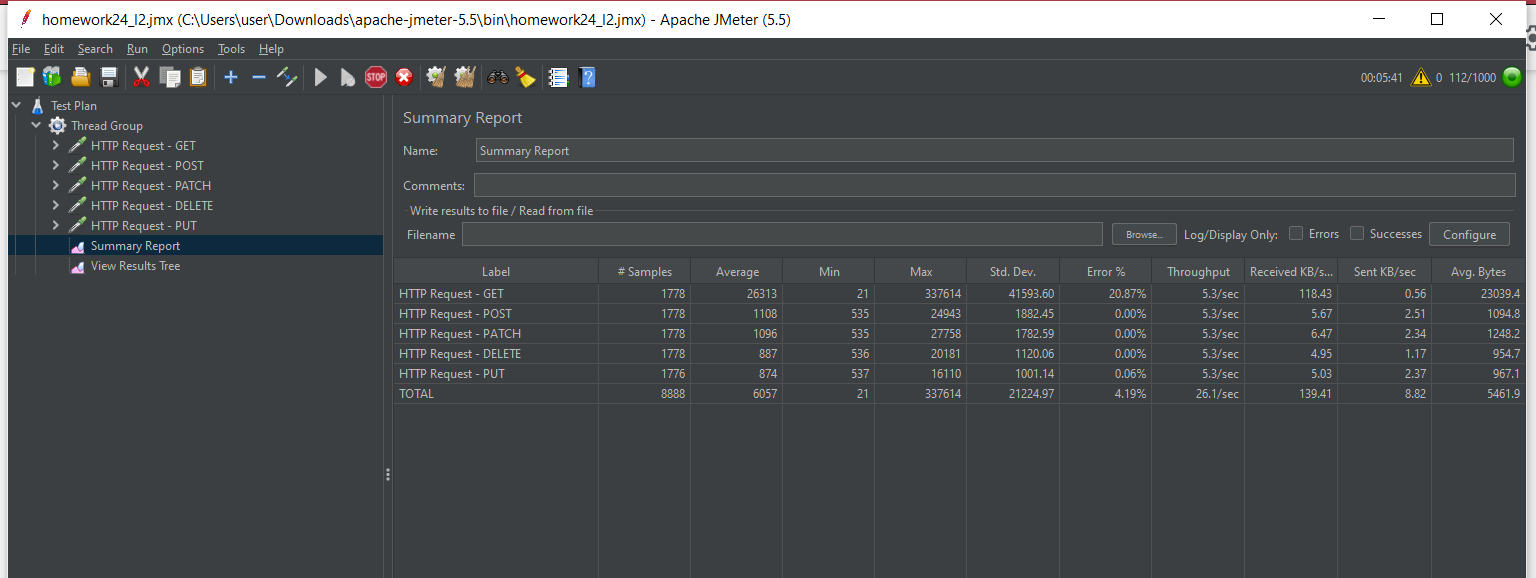 homework24_l2.jmx (C:\Users\user\Downloads\apache-jmeter-5.5\bin\homework24_l2.jmx) - Apache JMeter (5.5)
File Edit Search Run Options Tools Help
STOP 00:05:41 0 112/1000
Test Plan
Thread Group
HTTP Request - GET
HTTP Request - POST
HTTP Request - PATCH
HTTP Request - DELETE
HTTP Request - PUT
Summary Report
View Results Tree
Summary Report
Name: Summary Report
Comments:
Write results to file / Read from file
Filename Browse... Log/Display Only: Errors Successes Configure
Label # Samples Average Min Max Std. Dev. Error % Throughput Received KB/s... Sent KB/sec Avg. Bytes
HTTP Request - GET 1778 26313 21 337614 41593.60 20.87% 5.3/sec 118.43 0.56 23039.4
HTTP Request - POST 1778 1108 535 24943 1882.45 0.00% 5.3/sec 5.67 2.51 1094.8
HTTP Request - PATCH 1778 1096 535 27758 1782.59 0.00% 5.3/sec 6.47 2.34 1248.2
HTTP Request - DELETE 1778 887 536 20181 1120.06 0.00% 5.3/sec 4.95 1.17 954.7
HTTP Request - PUT 1776 874 537 16110 1001.14 0.06% 5.3/sec 5.03 2.37 967.1
TOTAL 8888 6057 21 337614 21224.97 4.19% 26.1/sec 139.41 8.82 5461.9